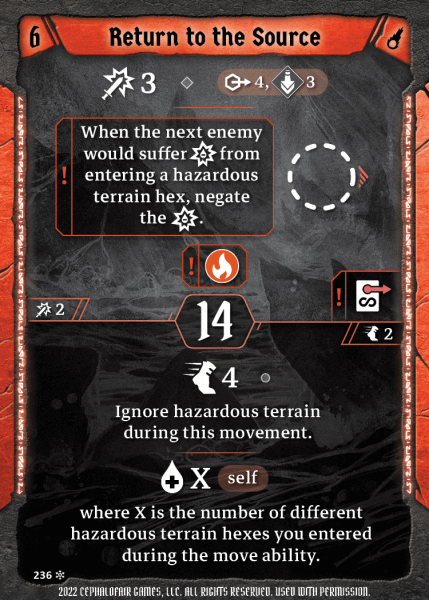 6 Return to the Source
3 4, 3
When the next enemy
would suffer from
entering a hazardous
terrain hex, negate
the .
!
!
!
2
14
2
4
Ignore hazardous terrain
during this movement.
X self
where X is the number of different
hazardous terrain hexes you entered
during the move ability.
236
2022 CEPHALOFAIR GAMES, LLC. ALL RIGHTS RESERVED. USED WITH PERMISSION.